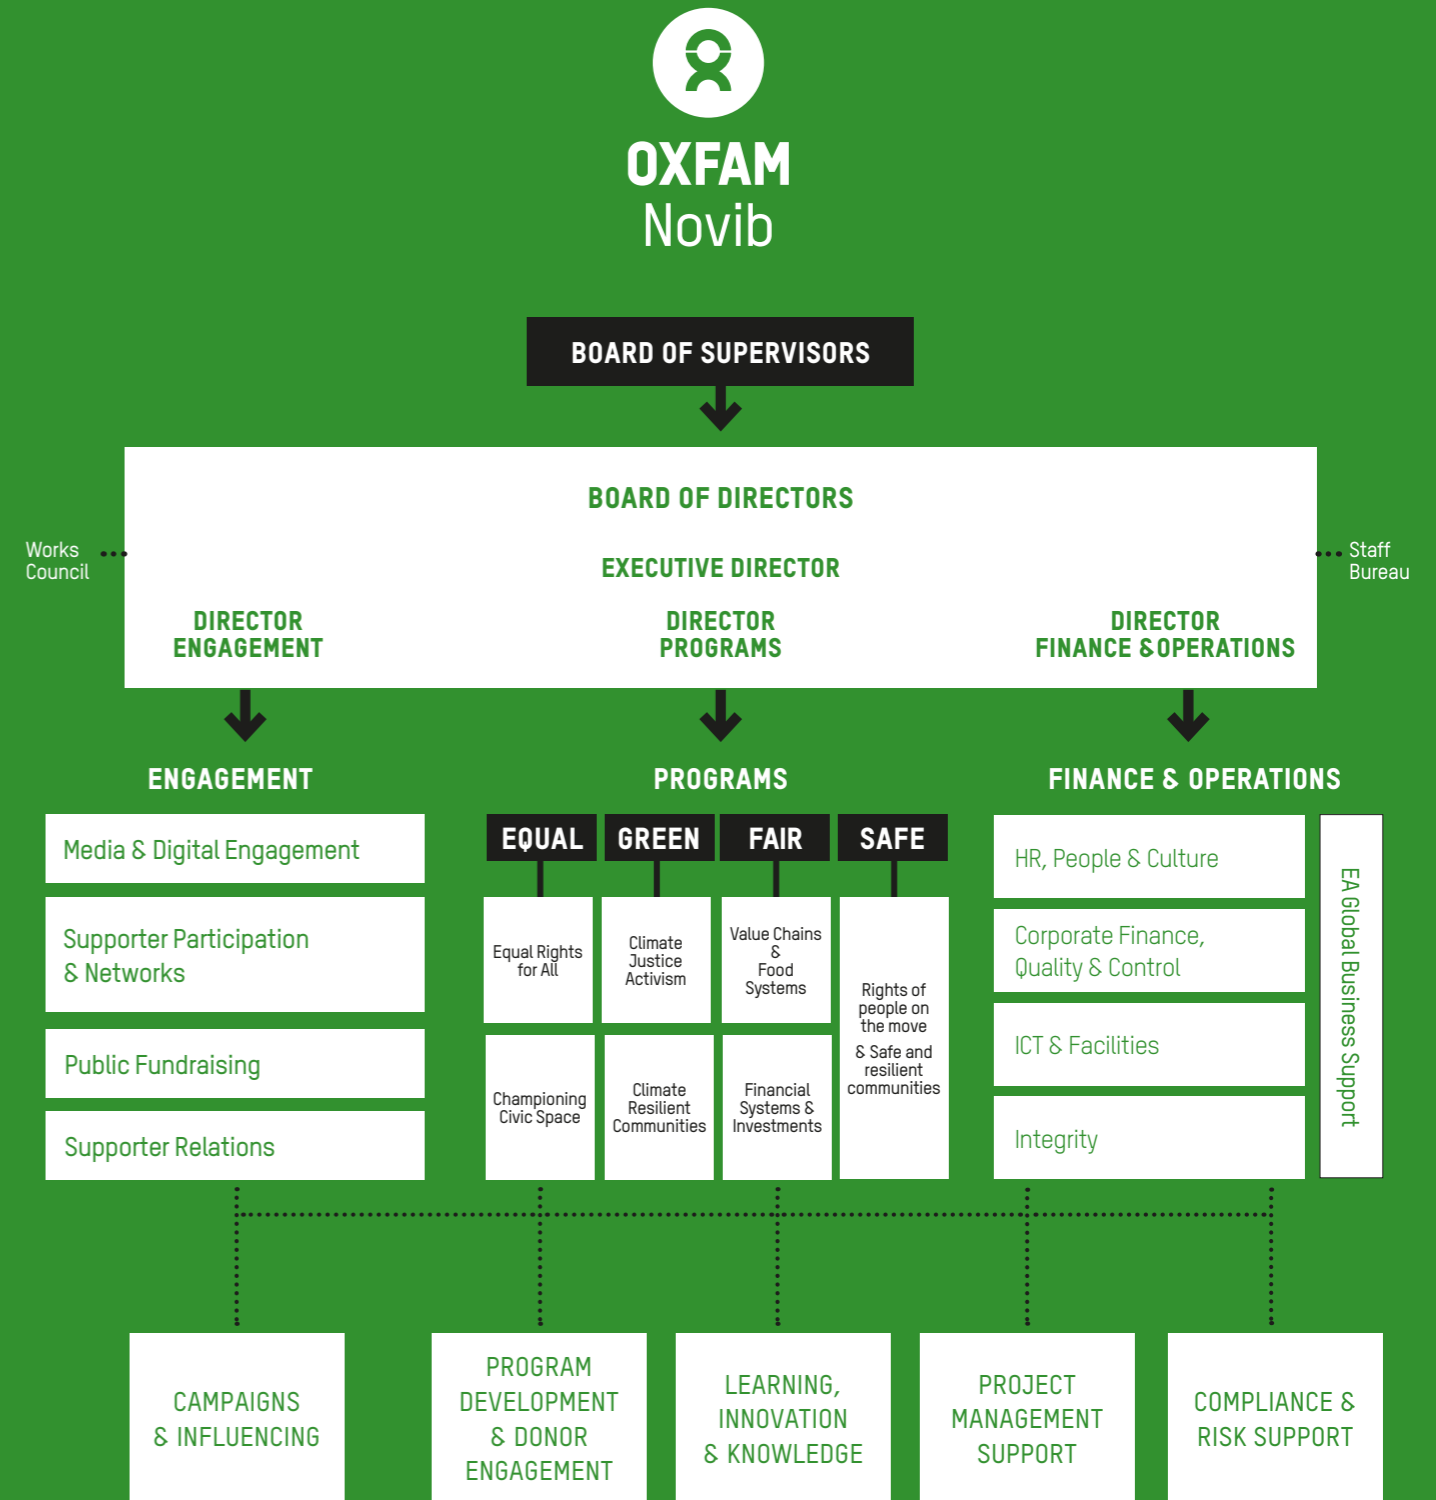 OXFAM
Novib
BOARD OF SUPERVISORS
BOARD OF DIRECTORS
Works
Council
Staff
Bureau
EXECUTIVE DIRECTOR
DIRECTOR
ENGAGEMENT
DIRECTOR
PROGRAMS
DIRECTOR
FINANCE & OPERATIONS
ENGAGEMENT
Media & Digital Engagement
Supporter Participation
& Networks
Public Fundraising
Supporter Relations
PROGRAMS
EQUAL
Equal Rights
for All
Championing
Civic Space
GREEN
Climate
Justice
Activism
Climate
Resilient
Communities
FAIR
Value Chains
&
Food
Systems
Financial
Systems &
Investments
SAFE
Rights of
people on
the move
& Safe and
resilient
communities
FINANCE & OPERATIONS
HR, People & Culture
Corporate Finance,
Quality & Control
ICT & Facilities
Integrity
EA Global Business Support
CAMPAIGNS
& INFLUENCING
PROGRAM
DEVELOPMENT
& DONOR
ENGAGEMENT
LEARNING,
INNOVATION
& KNOWLEDGE
PROJECT
MANAGEMENT
SUPPORT
COMPLIANCE &
RISK SUPPORT